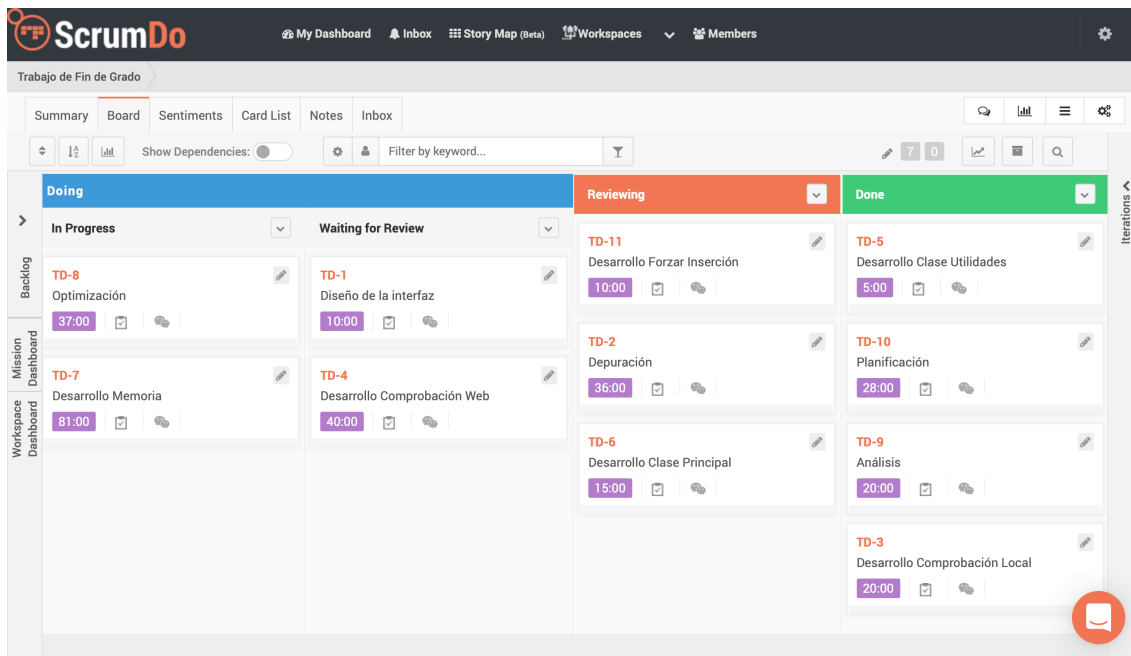 ScrumDo
My Dashboard Inbox Story Map (Beta) Workspaces Members
Trabajo de Fin de Grado
Summary Board Sentiments Card List Notes Inbox
Show Dependencies: Filter by keyword... 7 0
Iterations
Backlog
Mission Dashboard
Workspace Dashboard
Doing
In Progress
TD-8
Optimización
37:00
TD-7
Desarrollo Memoria
81:00
Waiting for Review
TD-1
Diseño de la interfaz
10:00
TD-4
Desarrollo Comprobación Web
40:00
Reviewing
TD-11
Desarrollo Forzar Inserción
10:00
TD-2
Depuración
36:00
TD-6
Desarrollo Clase Principal
15:00
Done
TD-5
Desarrollo Clase Utilidades
5:00
TD-10
Planificación
28:00
TD-9
Análisis
20:00
TD-3
Desarrollo Comprobación Local
20:00